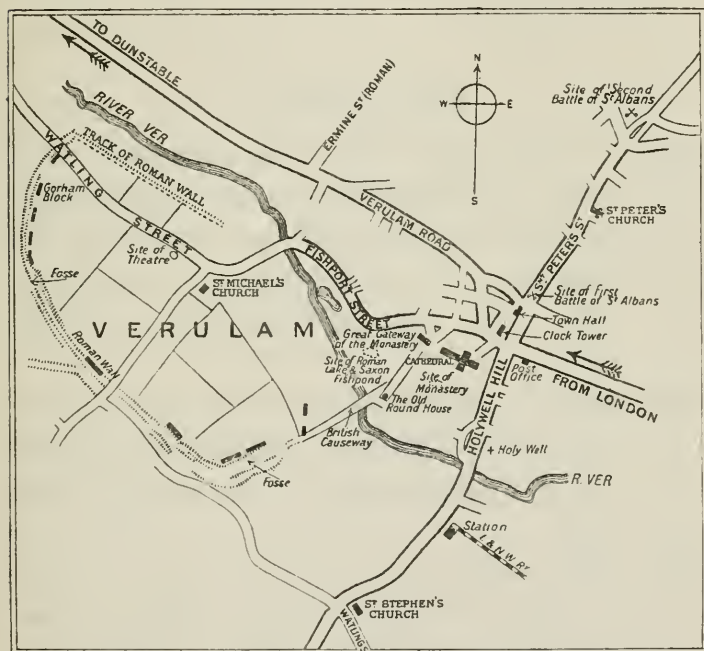 TO DUNSTABLE
RIVER VER
WATLING STREET
TRACK OF ROMAN WALL
ERMINE ST (ROMAN)
N
W
E
S
Site of Second
Battle of St Albans
VERULAM ROAD
ST PETERS ST
ST PETER'S
CHURCH
Gorham
Block
Site of
Theatre
Fosse
ST MICHAEL'S
CHURCH
FISHPORT STREET
Site of First
Battle of St Albans
Town Hall
Clock Tower
VERULAM
Great Gateway
of the Monastery
CATHEDRAL
Site of Roman
Lake & Saxon
Fishpond
Site of
Monastery
Post
Office
FROM LONDON
Roman Wall
The Old
Round House
HOLYWELL HILL
British
Causeway
Holy Well
Fosse
R. VER
Station
L & N W RY
ST STEPHEN'S
CHURCH
WATLING S